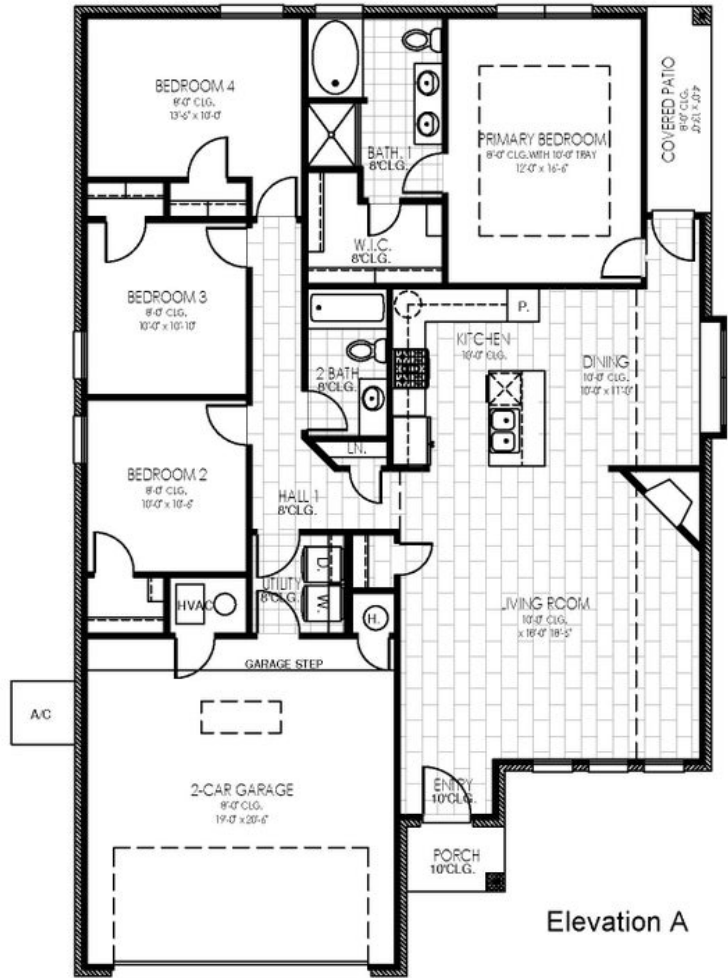 BEDROOM 4
8'-0" CLG.
13'-6" x 10'-0"
BATH. 1
8'CLG.
PRIMARY BEDROOM
8'-0" CLG.WITH 10'-0" TRAY
12'-0" x 16'-6"
COVERED PATIO
8'-0" CLG.
W.I.C.
8'CLG.
BEDROOM 3
8'-0" CLG.
10'-0" x 10'-10"
P.
KITCHEN
10'-0" CLG.
DINING
10'-0" CLG.
10'-0" x 11'-0"
2 BATH
8'CLG.
LN.
BEDROOM 2
8'-0" CLG.
10'-0" x 10'-6"
HALL 1
8'CLG.
D.
UTILITY
8'CLG.
W.
HVAC
H.
LIVING ROOM
10'-0" CLG.
GARAGE STEP
A/C
2-CAR GARAGE
8'-0" CLG.
19'-0" x 20'-6"
ENTRY
10'CLG.
PORCH
10'CLG.
Elevation A